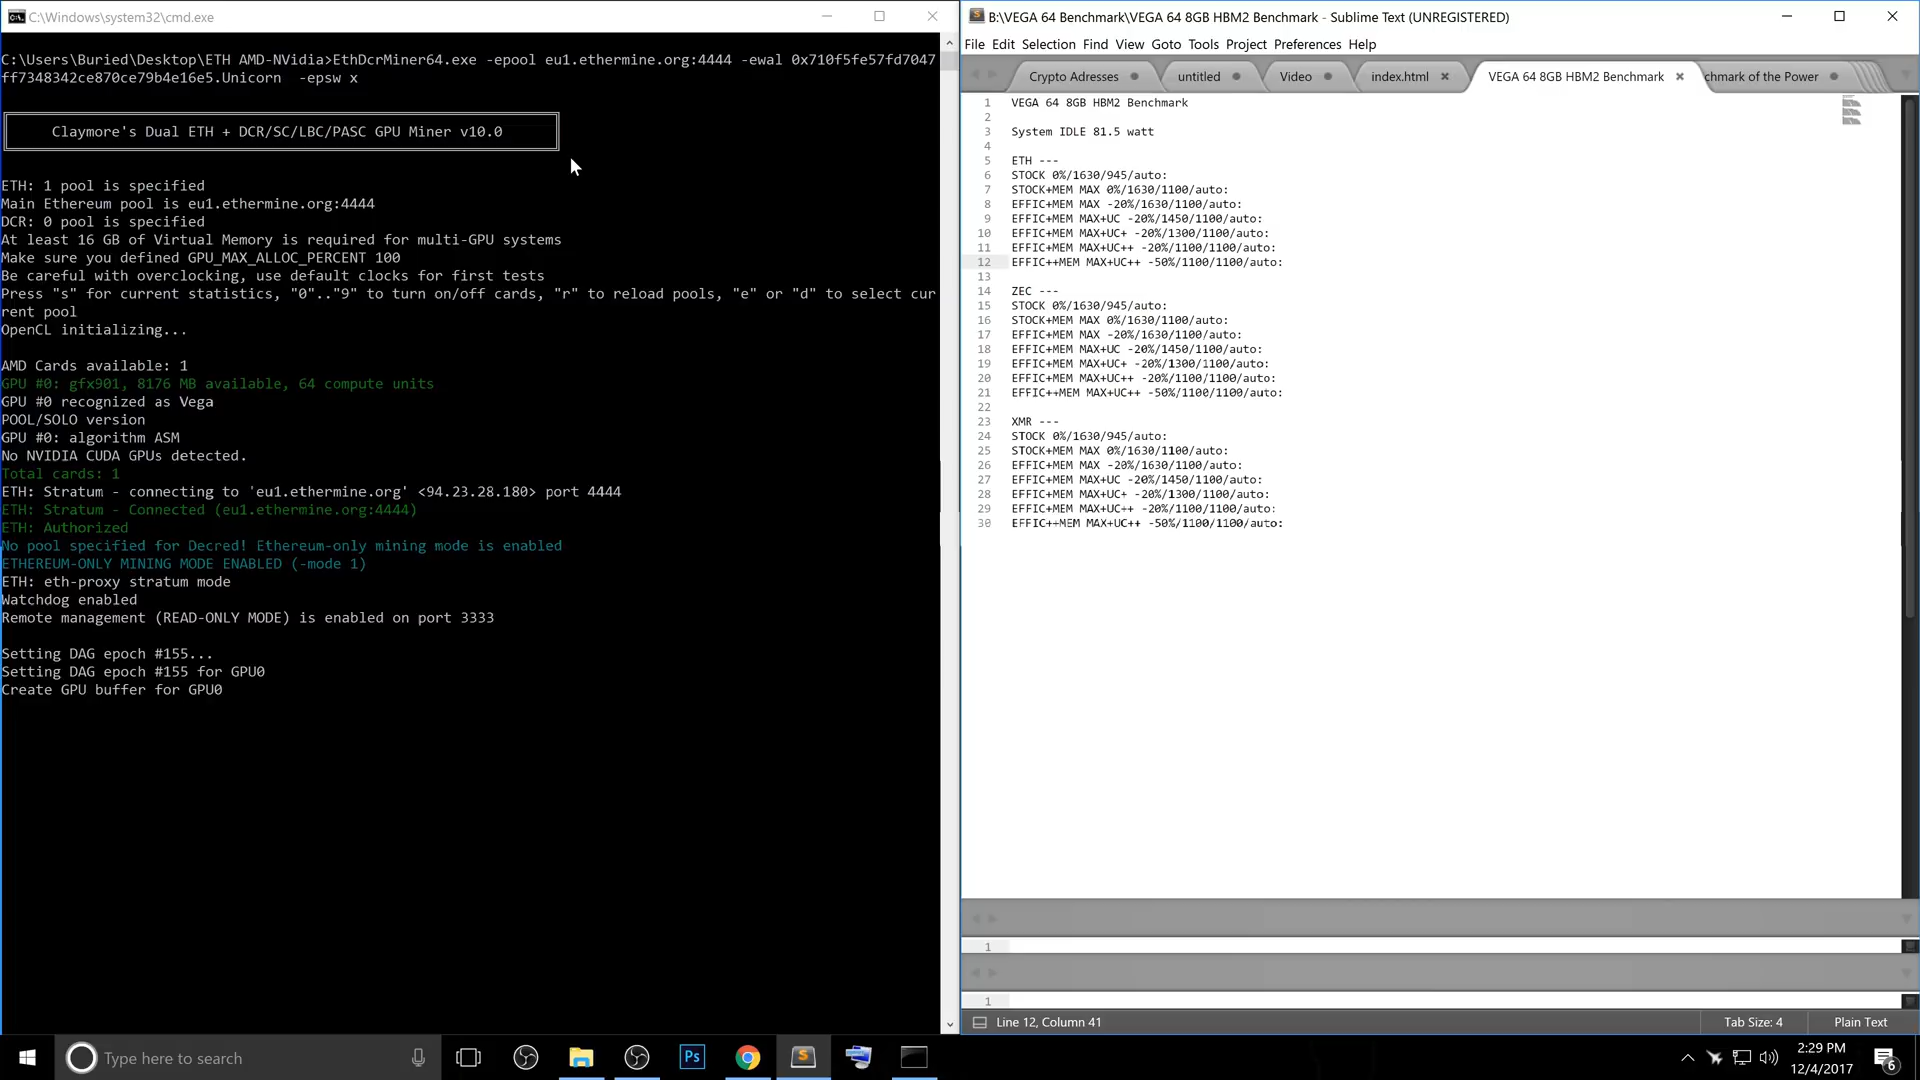 C:\Windows\system32\cmd.exe
C:\Users\Buried\Desktop\ETH AMD-NVidia>EthDcrMiner64.exe -epool eu1.ethermine.org:4444 -ewal 0x710f5fe57fd7047
ff7348342ce870ce79b4e16e5.Unicorn  -epsw x
Claymore's Dual ETH + DCR/SC/LBC/PASC GPU Miner v10.0
ETH: 1 pool is specified
Main Ethereum pool is eu1.ethermine.org:4444
DCR: 0 pool is specified
At least 16 GB of Virtual Memory is required for multi-GPU systems
Make sure you defined GPU_MAX_ALLOC_PERCENT 100
Be careful with overclocking, use default clocks for first tests
Press "s" for current statistics, "0".."9" to turn on/off cards, "r" to reload pools, "e" or "d" to select cur
rent pool
OpenCL initializing...
AMD Cards available: 1
GPU #0: gfx901, 8176 MB available, 64 compute units
GPU #0 recognized as Vega
POOL/SOLO version
GPU #0: algorithm ASM
No NVIDIA CUDA GPUs detected.
Total cards: 1
ETH: Stratum - connecting to 'eu1.ethermine.org' <94.23.28.180> port 4444
ETH: Stratum - Connected (eu1.ethermine.org:4444)
ETH: Authorized
No pool specified for Decred! Ethereum-only mining mode is enabled
ETHEREUM-ONLY MINING MODE ENABLED (-mode 1)
ETH: eth-proxy stratum mode
Watchdog enabled
Remote management (READ-ONLY MODE) is enabled on port 3333
Setting DAG epoch #155...
Setting DAG epoch #155 for GPU0
Create GPU buffer for GPU0
B:\VEGA 64 Benchmark\VEGA 64 8GB HBM2 Benchmark - Sublime Text (UNREGISTERED)
File Edit Selection Find View Goto Tools Project Preferences Help
Crypto Adresses untitled Video index.html VEGA 64 8GB HBM2 Benchmark chmark of the Power
1 VEGA 64 8GB HBM2 Benchmark
2
3 System IDLE 81.5 watt
4
5 ETH ---
6 STOCK 0%/1630/945/auto:
7 STOCK+MEM MAX 0%/1630/1100/auto:
8 EFFIC+MEM MAX -20%/1630/1100/auto:
9 EFFIC+MEM MAX+UC -20%/1450/1100/auto:
10 EFFIC+MEM MAX+UC+ -20%/1300/1100/auto:
11 EFFIC+MEM MAX+UC++ -20%/1100/1100/auto:
12 EFFIC++MEM MAX+UC++ -50%/1100/1100/auto:
13
14 ZEC ---
15 STOCK 0%/1630/945/auto:
16 STOCK+MEM MAX 0%/1630/1100/auto:
17 EFFIC+MEM MAX -20%/1630/1100/auto:
18 EFFIC+MEM MAX+UC -20%/1450/1100/auto:
19 EFFIC+MEM MAX+UC+ -20%/1300/1100/auto:
20 EFFIC+MEM MAX+UC++ -20%/1100/1100/auto:
21 EFFIC++MEM MAX+UC++ -50%/1100/1100/auto:
22
23 XMR ---
24 STOCK 0%/1630/945/auto:
25 STOCK+MEM MAX 0%/1630/1100/auto:
26 EFFIC+MEM MAX -20%/1630/1100/auto:
27 EFFIC+MEM MAX+UC -20%/1450/1100/auto:
28 EFFIC+MEM MAX+UC+ -20%/1300/1100/auto:
29 EFFIC+MEM MAX+UC++ -20%/1100/1100/auto:
30 EFFIC++MEM MAX+UC++ -50%/1100/1100/auto:
1
1
Line 12, Column 41 Tab Size: 4 Plain Text
Type here to search
Ps
2:29 PM
12/4/2017
6